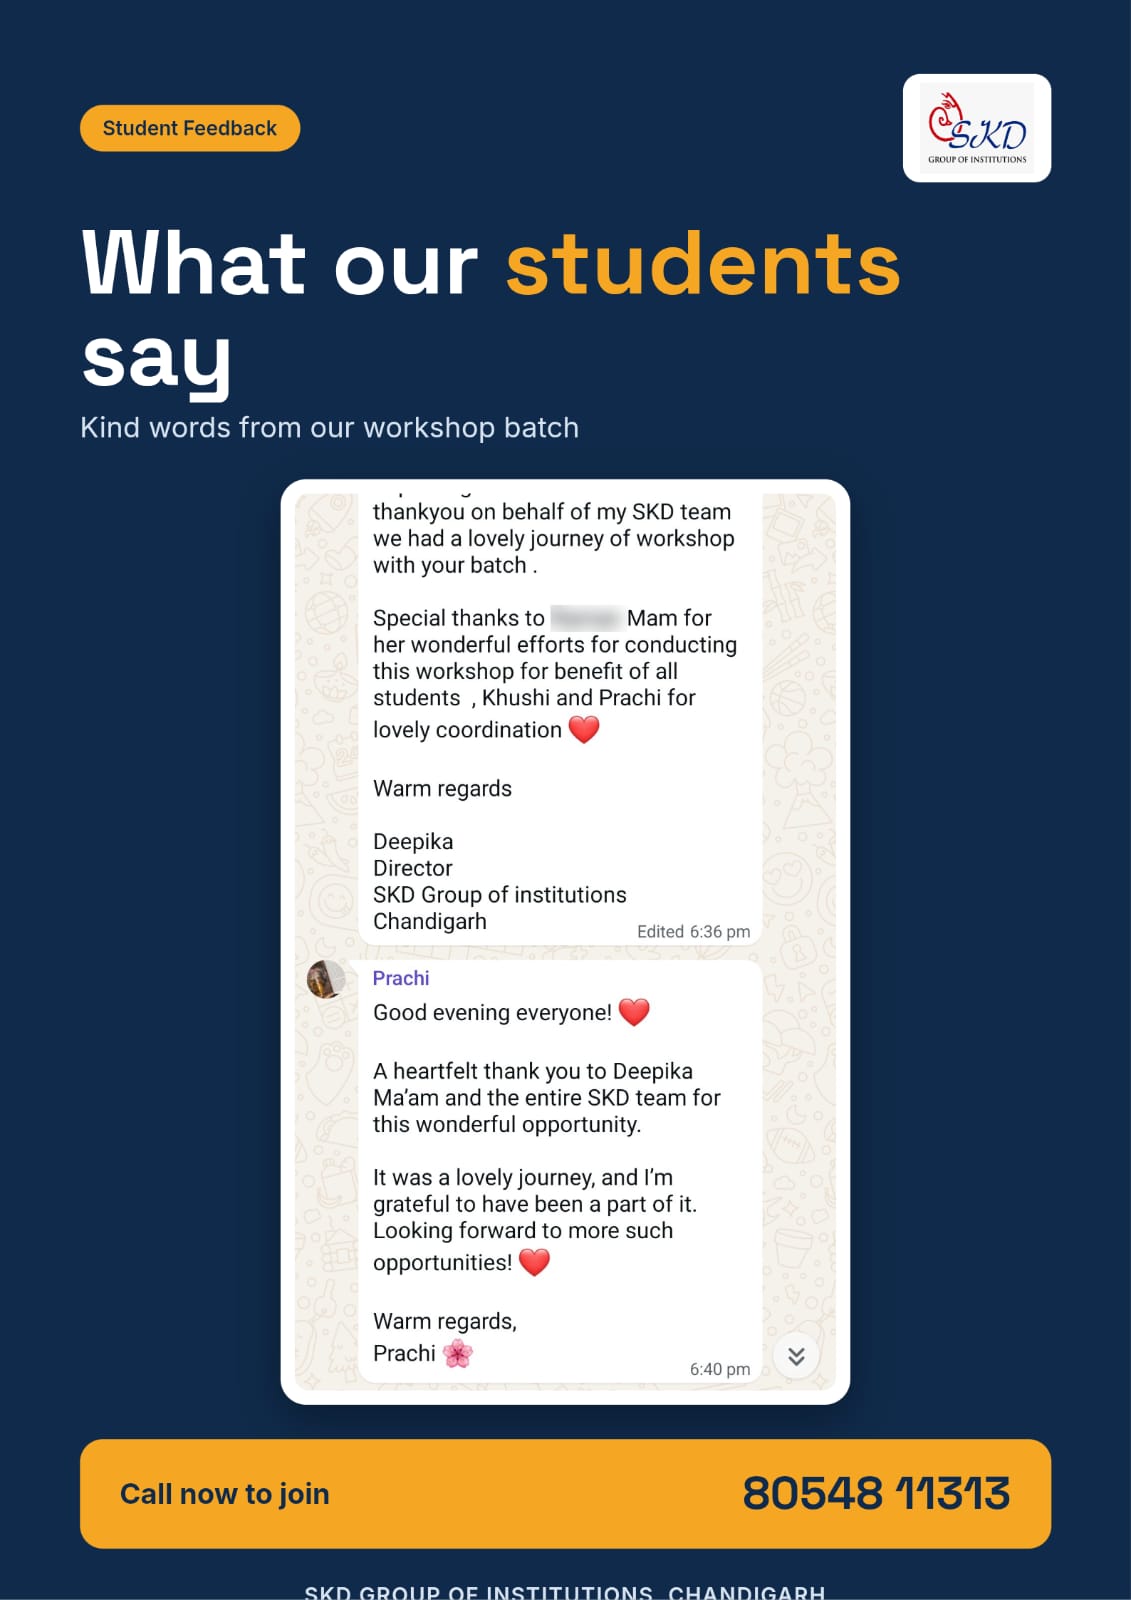 Student Feedback
SKD
GROUP OF INSTITUTIONS
What our students
say
Kind words from our workshop batch
thankyou on behalf of my SKD team
we had a lovely journey of workshop
with your batch .
Special thanks to Mam for
her wonderful efforts for conducting
this workshop for benefit of all
students , Khushi and Prachi for
lovely coordination ❤️
Warm regards
Deepika
Director
SKD Group of institutions
Chandigarh
Edited 6:36 pm
Prachi
Good evening everyone! ❤️
A heartfelt thank you to Deepika
Ma’am and the entire SKD team for
this wonderful opportunity.
It was a lovely journey, and I’m
grateful to have been a part of it.
Looking forward to more such
opportunities! ❤️
Warm regards,
Prachi 🌸
6:40 pm
Call now to join
80548 11313
SKD GROUP OF INSTITUTIONS, CHANDIGARH